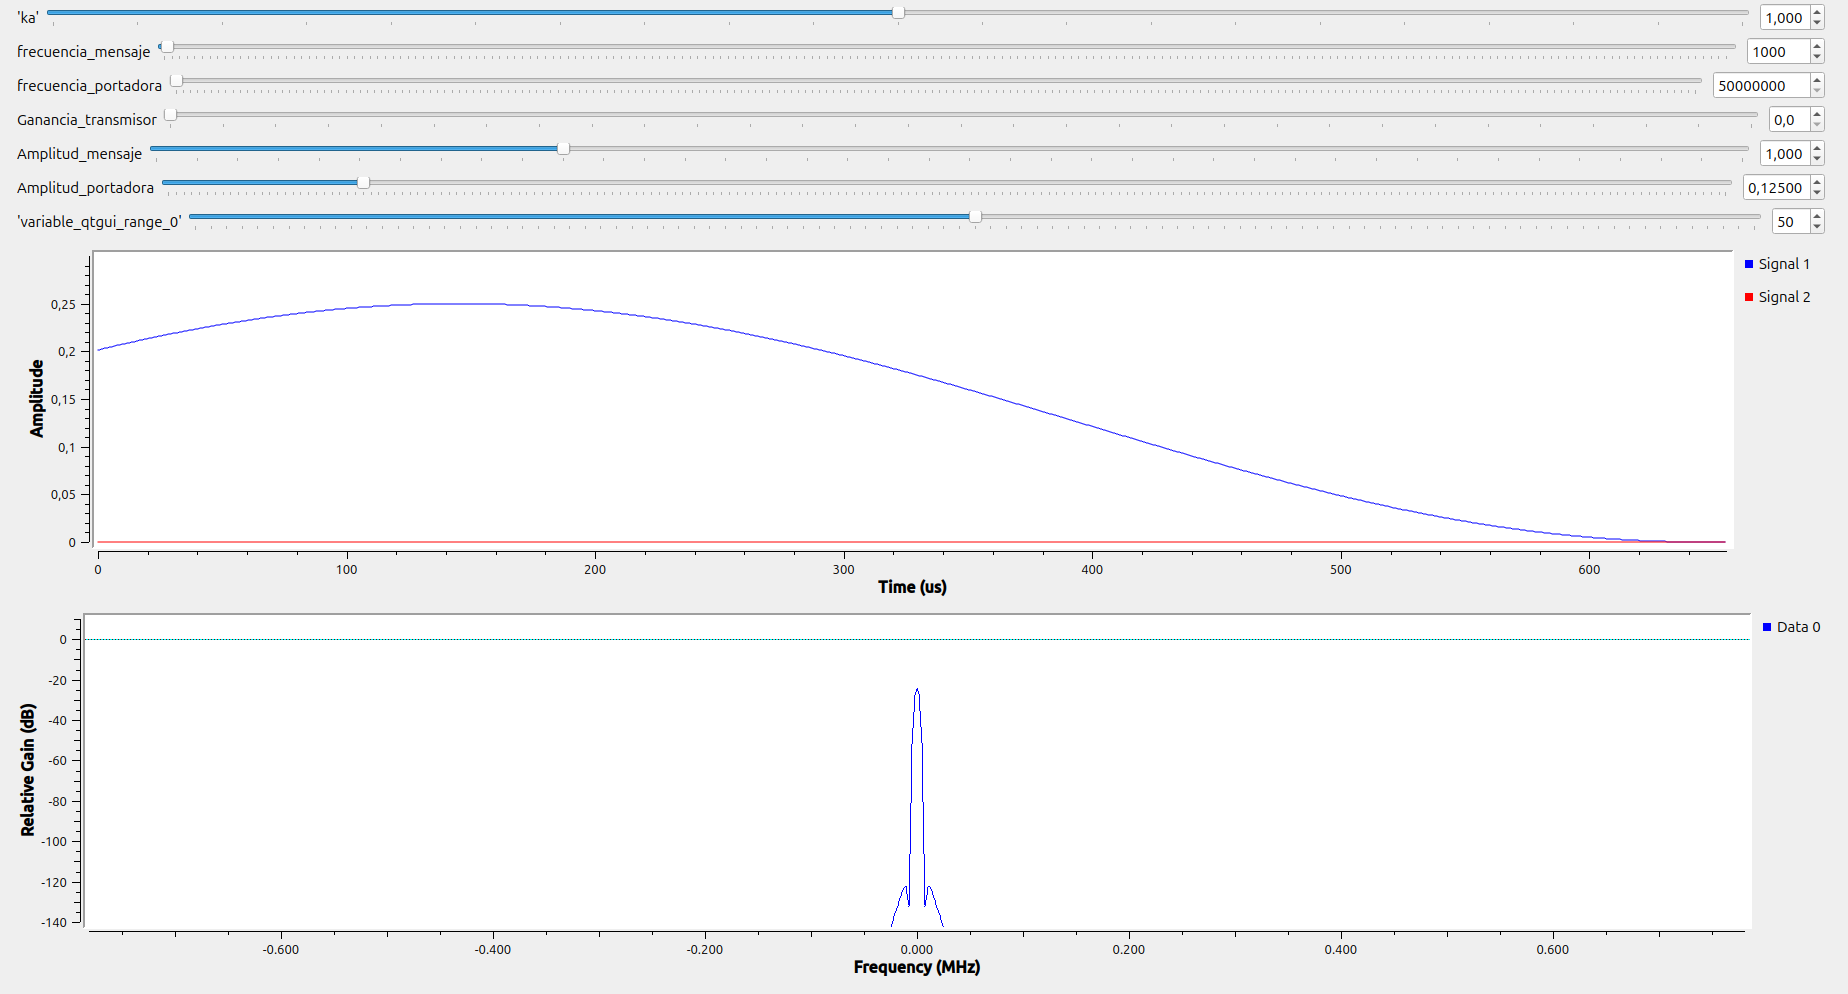 'ka' 1,000
frecuencia_mensaje 1000
frecuencia_portadora 50000000
Ganancia_transmisor 0,0
Amplitud_mensaje 1,000
Amplitud_portadora 0,12500
'variable_qtgui_range_0' 50
Signal 1
Signal 2
Amplitude
0,25
0,2
0,15
0,1
0,05
0
0 100 200 300 400 500 600
Time (us)
Data 0
Relative Gain (dB)
0
-20
-40
-60
-80
-100
-120
-140
-0.600 -0.400 -0.200 0.000 0.200 0.400 0.600
Frequency (MHz)